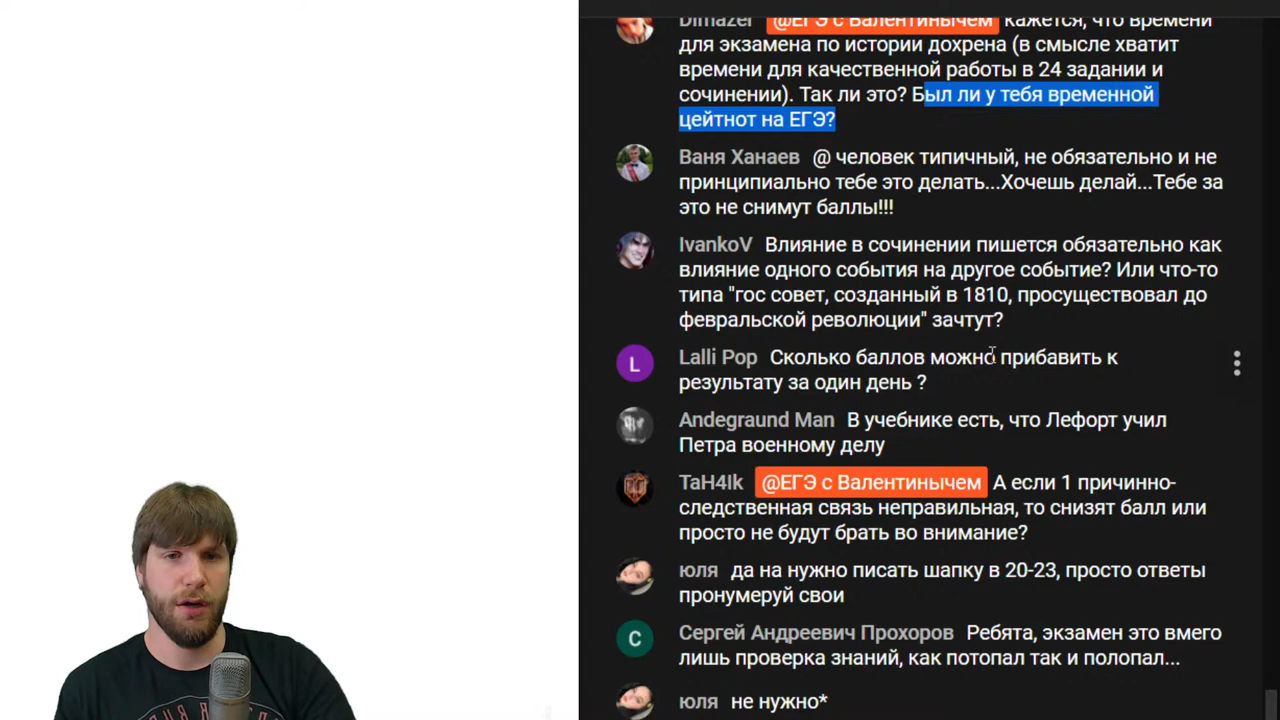 Dimazer @ЕГЭ с Валентинычем кажется, что времени
для экзамена по истории дохрена (в смысле хватит
времени для качественной работы в 24 задании и
сочинении). Так ли это? Был ли у тебя временной
цейтнот на ЕГЭ?
Ваня Ханаев @ человек типичный, не обязательно и не
принципиально тебе это делать...Хочешь делай...Тебе за
это не снимут баллы!!!
IvankoV Влияние в сочинении пишется обязательно как
влияние одного события на другое событие? Или что-то
типа "гос совет, созданный в 1810, просуществовал до
февральской революции" зачтут?
L Lalli Pop Сколько баллов можно прибавить к
результату за один день ?
Andegraund Man В учебнике есть, что Лефорт учил
Петра военному делу
TaH4Ik @ЕГЭ с Валентинычем А если 1 причинно-
следственная связь неправильная, то снизят балл или
просто не будут брать во внимание?
юля да на нужно писать шапку в 20-23, просто ответы
пронумеруй свои
С Сергей Андреевич Прохоров Ребята, экзамен это вмего
лишь проверка знаний, как потопал так и полопал...
юля не нужно*